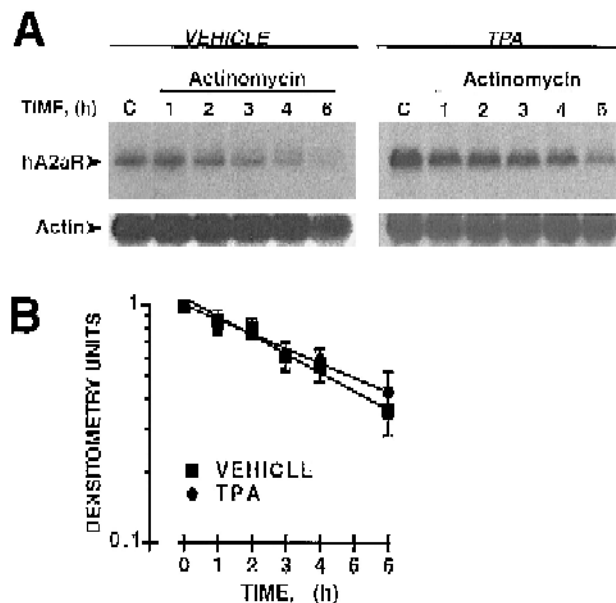 A
VEHICLE TPA
Actinomycin Actinomycin
TIME, (h) C 1 2 3 4 6 C 1 2 3 4 6
hA2aR
Actin
B
DENSITOMETRY UNITS
1
0.1
VEHICLE
TPA
0 1 2 3 4 5 6
TIME, (h)